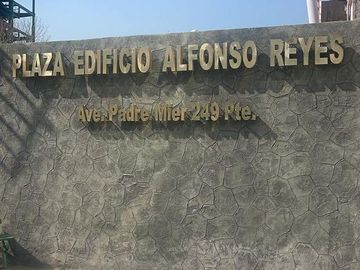 PLAZA EDIFICIO ALFONSO REYES
Ave. Padre Mier 249 Pte.